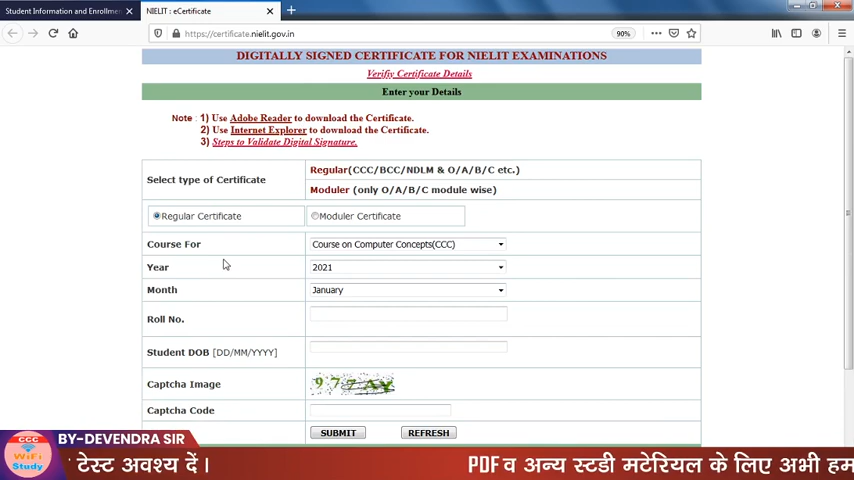 Student Information and Enrollmen
NIELIT : eCertificate
https://certificate.nielit.gov.in
90%
DIGITALLY SIGNED CERTIFICATE FOR NIELIT EXAMINATIONS
Verifiy Certificate Details
Enter your Details
Note : 1) Use Adobe Reader to download the Certificate.
2) Use Internet Explorer to download the Certificate.
3) Steps to Validate Digital Signature.
Select type of Certificate
Regular(CCC/BCC/NDLM & O/A/B/C etc.)
Moduler (only O/A/B/C module wise)
Regular Certificate
Moduler Certificate
Course For
Course on Computer Concepts(CCC)
Year
2021
Month
January
Roll No.
Student DOB [DD/MM/YYYY]
Captcha Image
Captcha Code
SUBMIT
REFRESH
CCC
WiFi
Study
BY-DEVENDRA SIR
टेस्ट अवश्य दें ।
PDF व अन्य स्टडी मटेरियल के लिए अभी हम